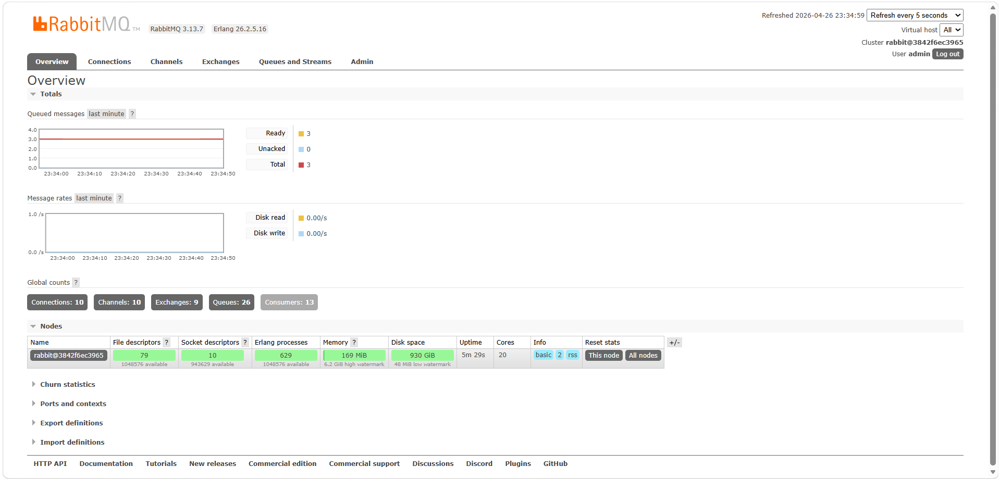 RabbitMQ TM RabbitMQ 3.13.7 Erlang 26.2.5.16
Refreshed 2026-04-26 23:34:59 Refresh every 5 seconds
Virtual host All
Cluster rabbit@3842f6ec3965
User admin Log out
Overview Connections Channels Exchanges Queues and Streams Admin
Overview
Totals
Queued messages last minute ?
4.0
3.0
2.0
1.0
0.0
23:34:00 23:34:10 23:34:20 23:34:30 23:34:40 23:34:50
Ready 3
Unacked 0
Total 3
Message rates last minute ?
1.0 /s
0.0 /s
23:34:00 23:34:10 23:34:20 23:34:30 23:34:40 23:34:50
Disk read 0.00/s
Disk write 0.00/s
Global counts ?
Connections: 10 Channels: 10 Exchanges: 9 Queues: 26 Consumers: 13
Nodes
Name File descriptors ? Socket descriptors ? Erlang processes Memory ? Disk space Uptime Cores Info Reset stats +/-
rabbit@3842f6ec3965 79 10 629 169 MiB 930 GiB 5m 29s 20 basic 2 rss This node All nodes
1048576 available 943629 available 1048576 available 6.2 GiB high watermark 48 MiB low watermark
Churn statistics
Ports and contexts
Export definitions
Import definitions
HTTP API Documentation Tutorials New releases Commercial edition Commercial support Discussions Discord Plugins GitHub